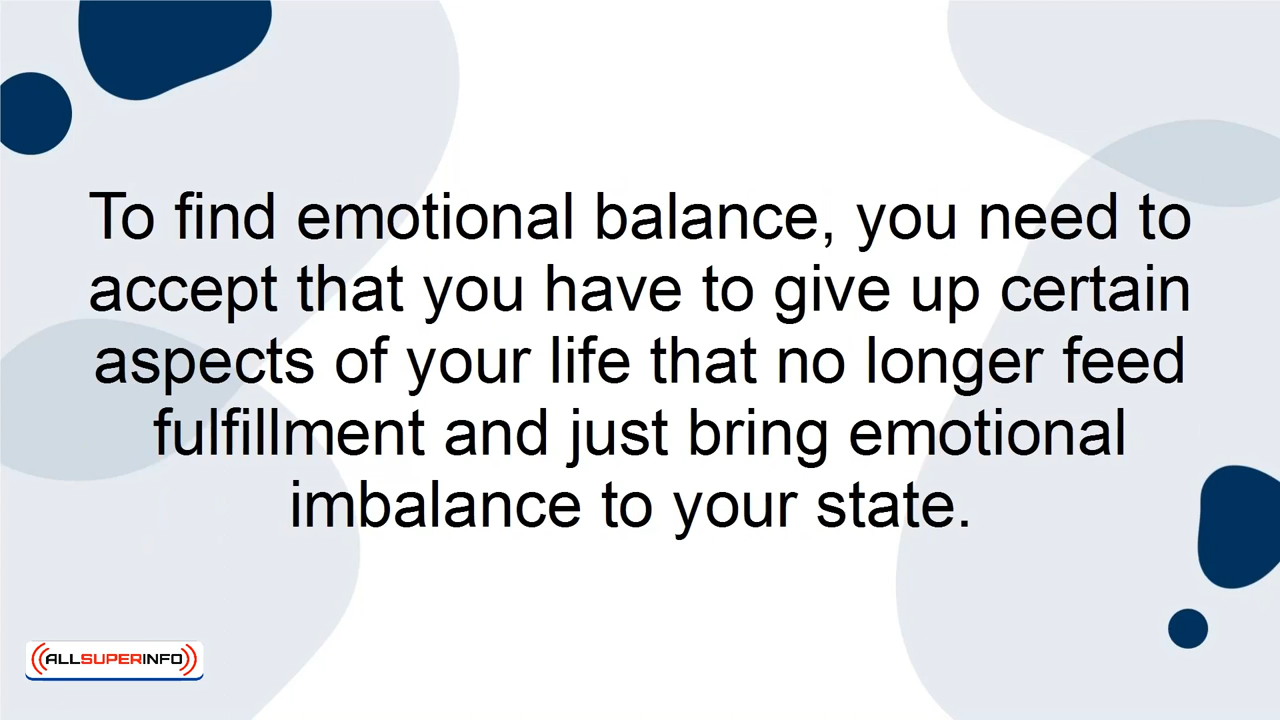 To find emotional balance, you need to
accept that you have to give up certain
aspects of your life that no longer feed
fulfillment and just bring emotional
imbalance to your state.
ALLSUPERINFO